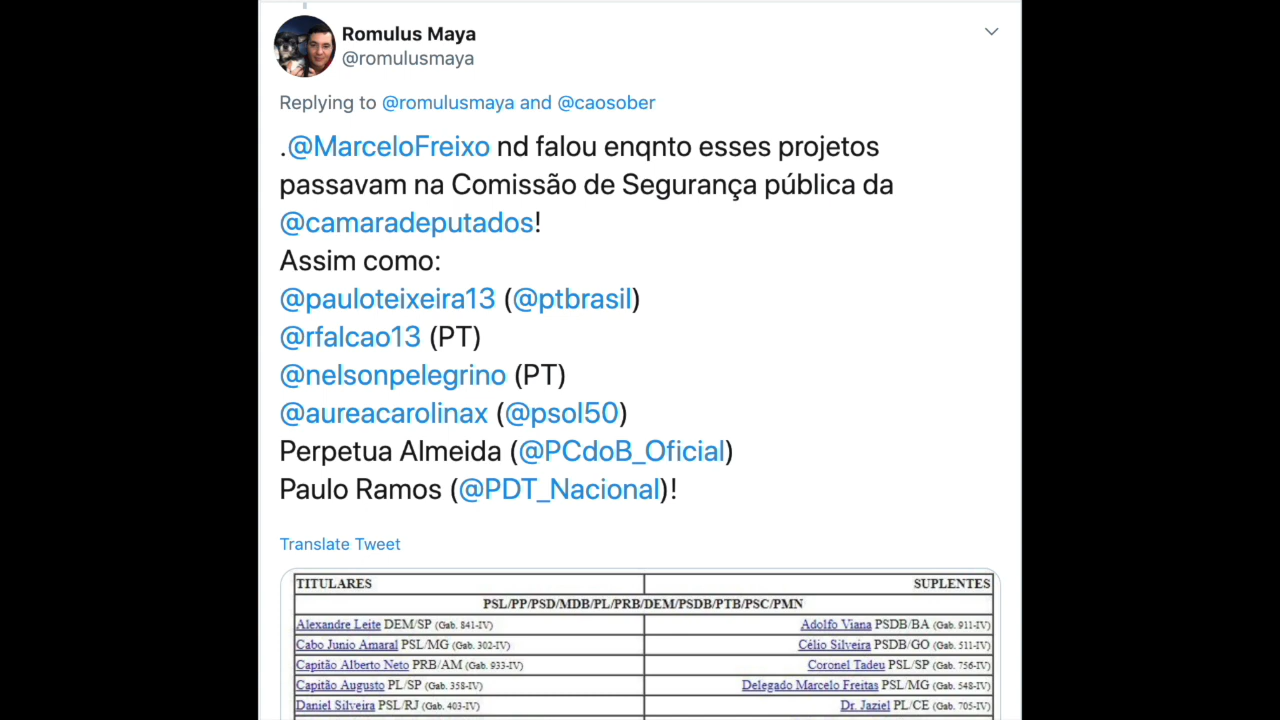 Romulus Maya
@romulusmaya
Replying to @romulusmaya and @caosober
.@MarceloFreixo nd falou enqnto esses projetos
passavam na Comissão de Segurança pública da
@camaradeputados!
Assim como:
@pauloteixeira13 (@ptbrasil)
@rfalcao13 (PT)
@nelsonpelegrino (PT)
@aureacarolinax (@psol50)
Perpetua Almeida (@PCdoB_Oficial)
Paulo Ramos (@PDT_Nacional)!
Translate Tweet
TITULARES SUPLENTES
PSL/PP/PSD/MDB/PL/PRB/DEM/PSDB/PTB/PSC/PMN
Alexandre Leite DEM/SP (Gab. 841-IV) Adolfo Viana PSDB/BA (Gab. 911-IV)
Cabo Junio Amaral PSL/MG (Gab. 302-IV) Célio Silveira PSDB/GO (Gab. 511-IV)
Capitão Alberto Neto PRB/AM (Gab. 933-IV) Coronel Tadeu PSL/SP (Gab. 756-IV)
Capitão Augusto PL/SP (Gab. 358-IV) Delegado Marcelo Freitas PSL/MG (Gab. 548-IV)
Daniel Silveira PSL/RJ (Gab. 403-IV) Dr. Jaziel PL/CE (Gab. 705-IV)